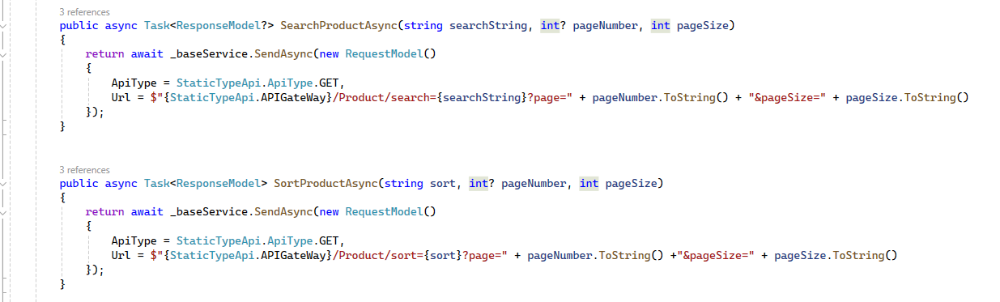 3 references
public async Task<ResponseModel?> SearchProductAsync(string searchString, int? pageNumber, int pageSize)
{
    return await _baseService.SendAsync(new RequestModel()
    {
        ApiType = StaticTypeApi.ApiType.GET,
        Url = $"{StaticTypeApi.APIGateWay}/Product/search={searchString}?page=" + pageNumber.ToString() + "&pageSize=" + pageSize.ToString()
    });
}
3 references
public async Task<ResponseModel> SortProductAsync(string sort, int? pageNumber, int pageSize)
{
    return await _baseService.SendAsync(new RequestModel()
    {
        ApiType = StaticTypeApi.ApiType.GET,
        Url = $"{StaticTypeApi.APIGateWay}/Product/sort={sort}?page=" + pageNumber.ToString() +"&pageSize=" + pageSize.ToString()
    });
}